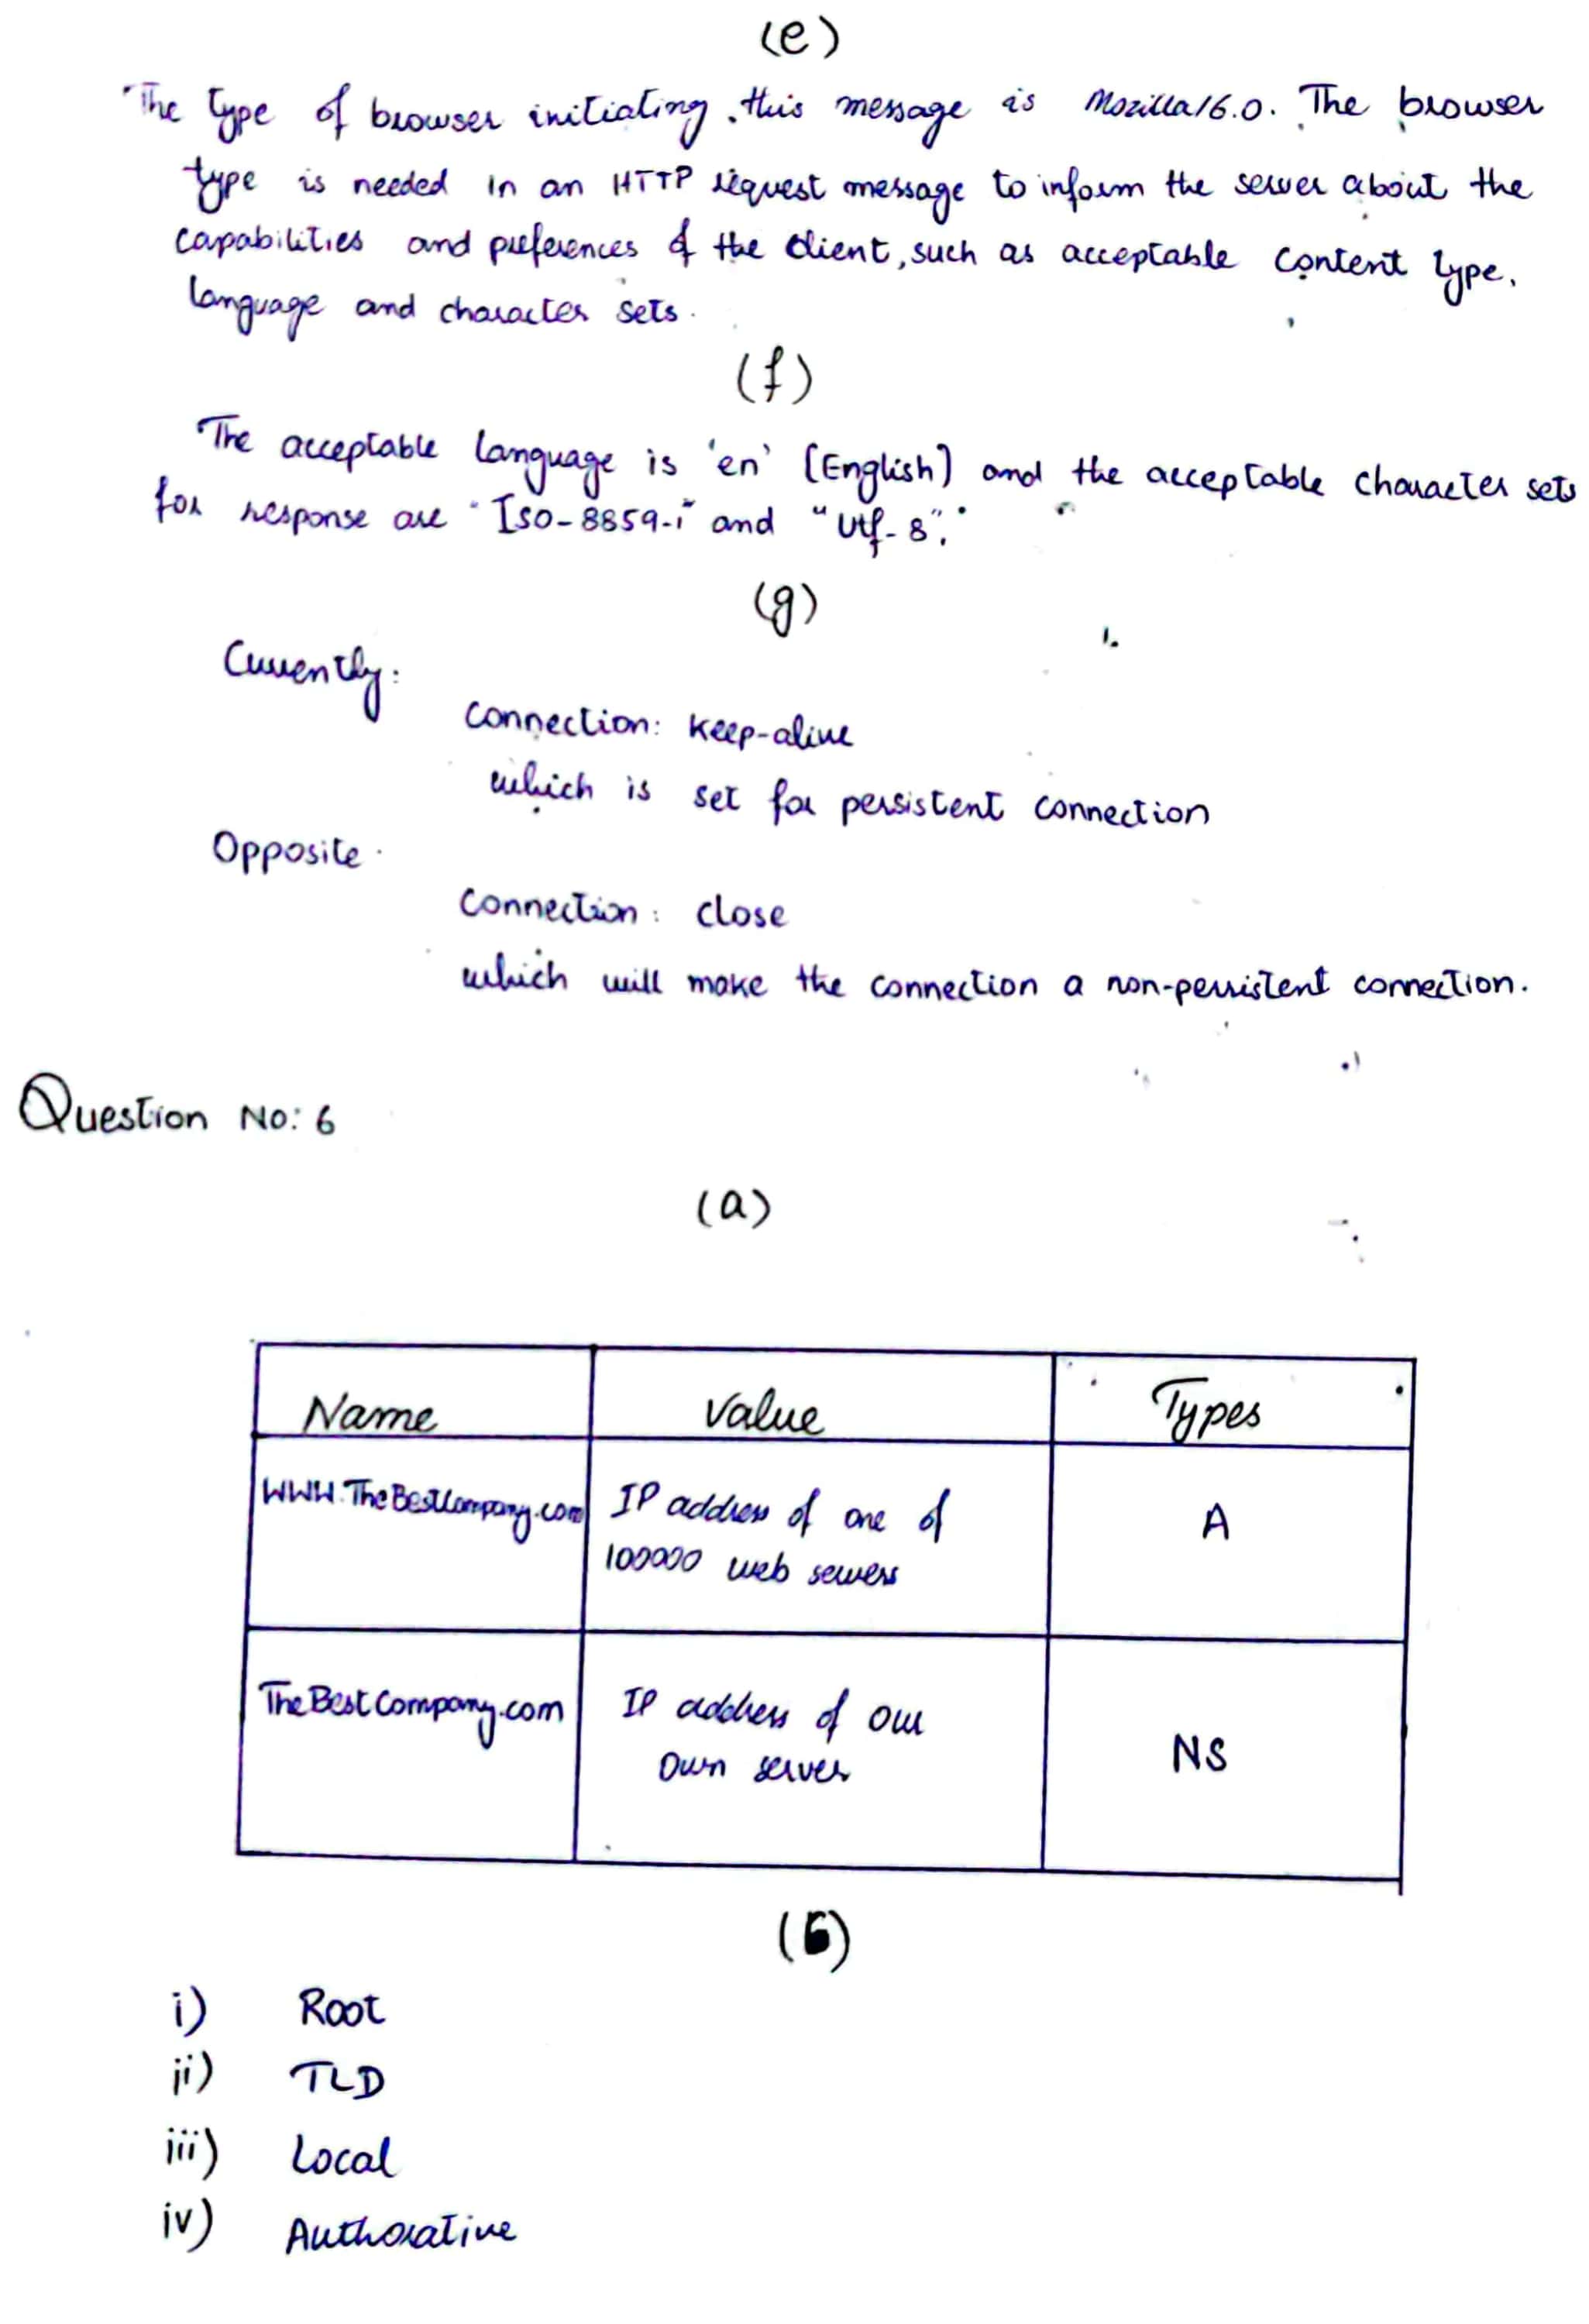 (e)
The type of browser initiating this message is Mozilla/6.0. The browser
type is needed in an HTTP request message to inform the server about the
capabilities and preferences of the client, such as acceptable content type,
language and character sets.
(f)
The acceptable language is 'en' [English] and the acceptable character sets
for response are "Iso-8859-i" and "Utf-8".
(g)
Currently:
Connection: Keep-alive
which is set for persistent connection
Opposite
Connection: close
which will make the connection a non-persistent connection.
Question No: 6
(a)
Name Value Types
WWW.TheBestCompany.com IP address of one of A
100000 web servers
TheBestCompany.com IP address of our NS
own server
(b)
i) Root
ii) TLD
iii) Local
iv) Authorative